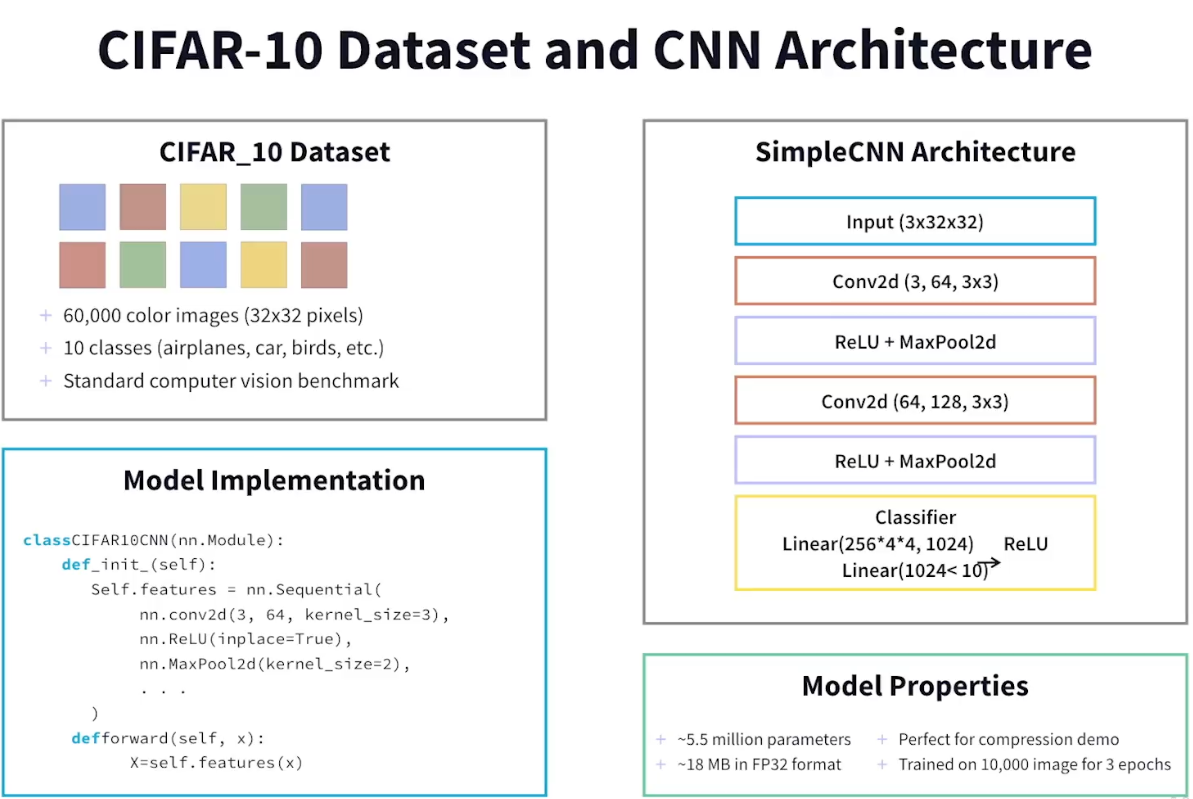 CIFAR-10 Dataset and CNN Architecture
CIFAR_10 Dataset
+ 60,000 color images (32x32 pixels)
+ 10 classes (airplanes, car, birds, etc.)
+ Standard computer vision benchmark
Model Implementation
classCIFAR10CNN(nn.Module):
def_init_(self):
Self.features = nn.Sequential(
nn.conv2d(3, 64, kernel_size=3),
nn.ReLU(inplace=True),
nn.MaxPool2d(kernel_size=2),
. . .
)
defforward(self, x):
X=self.features(x)
SimpleCNN Architecture
Input (3x32x32)
Conv2d (3, 64, 3x3)
ReLU + MaxPool2d
Conv2d (64, 128, 3x3)
ReLU + MaxPool2d
Classifier
Linear(256*4*4, 1024) ReLU
Linear(1024< 10)→
Model Properties
+ ~5.5 million parameters
+ ~18 MB in FP32 format
+ Perfect for compression demo
+ Trained on 10,000 image for 3 epochs